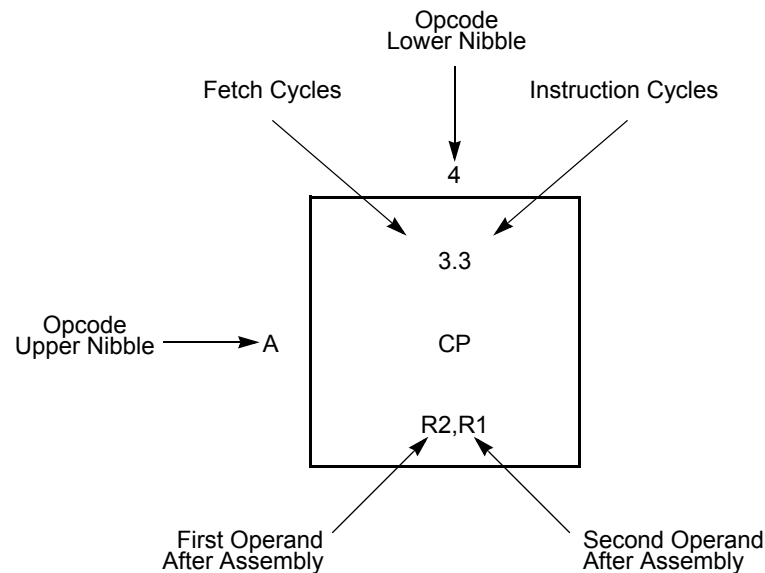 Opcode
Lower Nibble
Fetch Cycles
Instruction Cycles
4
3.3
Opcode
Upper Nibble
A
CP
R2,R1
First Operand
After Assembly
Second Operand
After Assembly